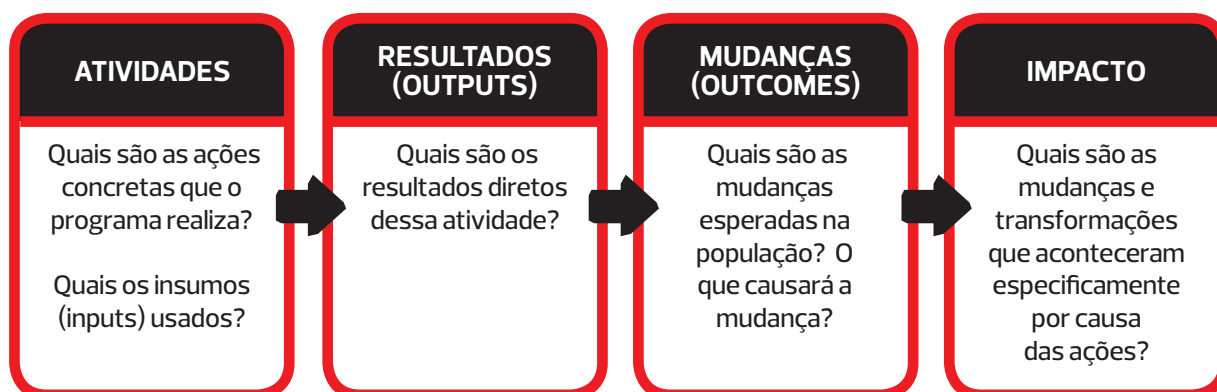 ATIVIDADES
Quais são as ações
concretas que o
programa realiza?
Quais os insumos
(inputs) usados?
RESULTADOS
(OUTPUTS)
Quais são os
resultados diretos
dessa atividade?
MUDANÇAS
(OUTCOMES)
Quais são as
mudanças
esperadas na
população? O
que causará a
mudança?
IMPACTO
Quais são as
mudanças e
transformações
que aconteceram
especificamente
por causa
das ações?